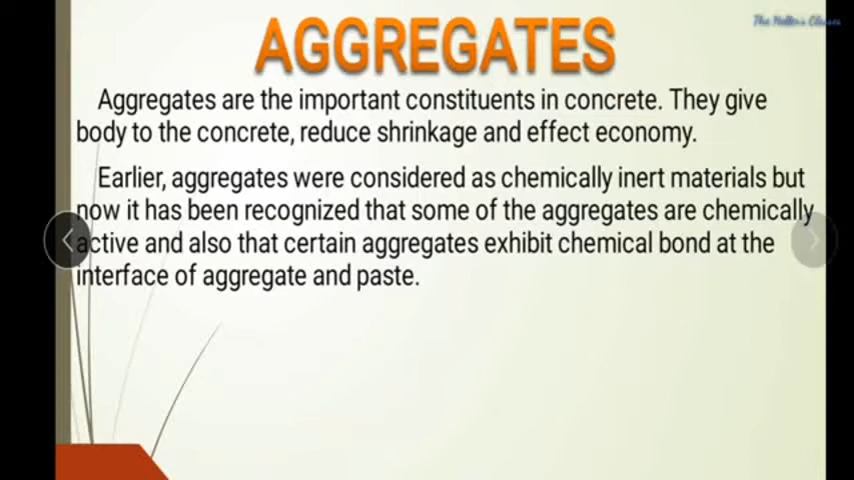 AGGREGATES
Aggregates are the important constituents in concrete. They give
body to the concrete, reduce shrinkage and effect economy.
Earlier, aggregates were considered as chemically inert materials but
now it has been recognized that some of the aggregates are chemically
active and also that certain aggregates exhibit chemical bond at the
interface of aggregate and paste.